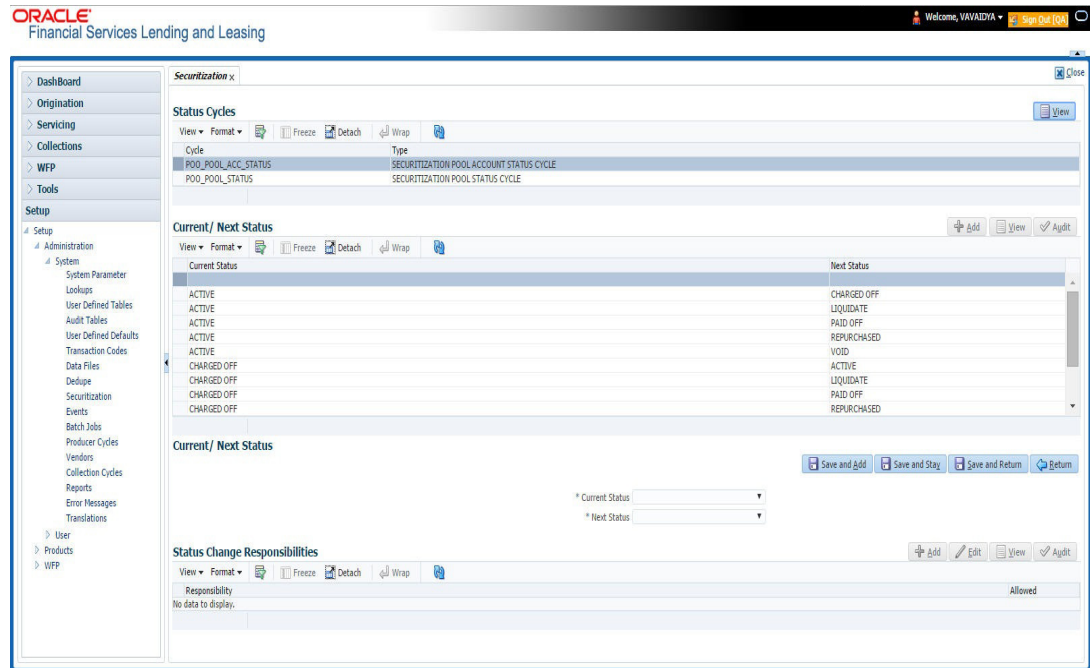 ORACLE'
Financial Services Lending and Leasing
Welcome, VAVAIDYA
Sign Out [QA]
DashBoard
Origination
Servicing
Collections
WFP
Tools
Setup
Setup
Administration
System
System Parameter
Lookups
User Defined Tables
Audit Tables
User Defined Defaults
Transaction Codes
Data Files
Dedupe
Securitization
Events
Batch Jobs
Producer Cycles
Vendors
Collection Cycles
Reports
Error Messages
Translations
User
Products
WFP
Securitization x
Close
Status Cycles
View
View Format Freeze Detach Wrap
Cycle Type
POO_POOL_ACC_STATUS SECURITIZATION POOL ACCOUNT STATUS CYCLE
POO_POOL_STATUS SECURITIZATION POOL STATUS CYCLE
Current/ Next Status
Add View Audit
View Format Freeze Detach Wrap
Current Status Next Status
ACTIVE CHARGED OFF
ACTIVE LIQUIDATE
ACTIVE PAID OFF
ACTIVE REPURCHASED
ACTIVE VOID
CHARGED OFF ACTIVE
CHARGED OFF LIQUIDATE
CHARGED OFF PAID OFF
CHARGED OFF REPURCHASED
Current/ Next Status
Save and Add Save and Stay Save and Return Return
* Current Status
* Next Status
Status Change Responsibilities
Add Edit View Audit
View Format Freeze Detach Wrap
Responsibility Allowed
No data to display.